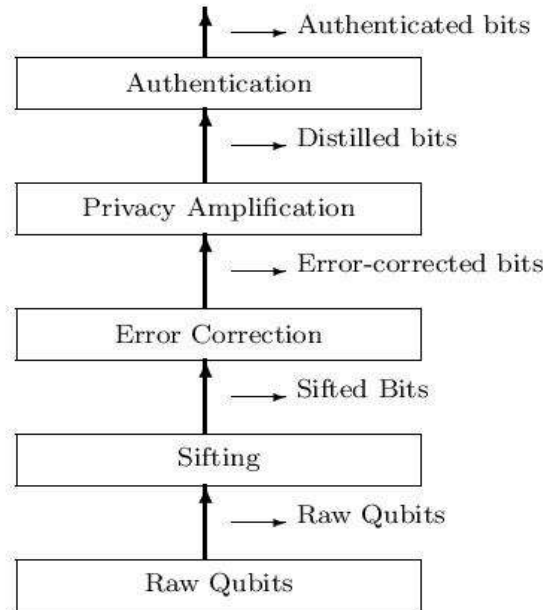 Authenticated bits
Authentication
Distilled bits
Privacy Amplification
Error-corrected bits
Error Correction
Sifted Bits
Sifting
Raw Qubits
Raw Qubits